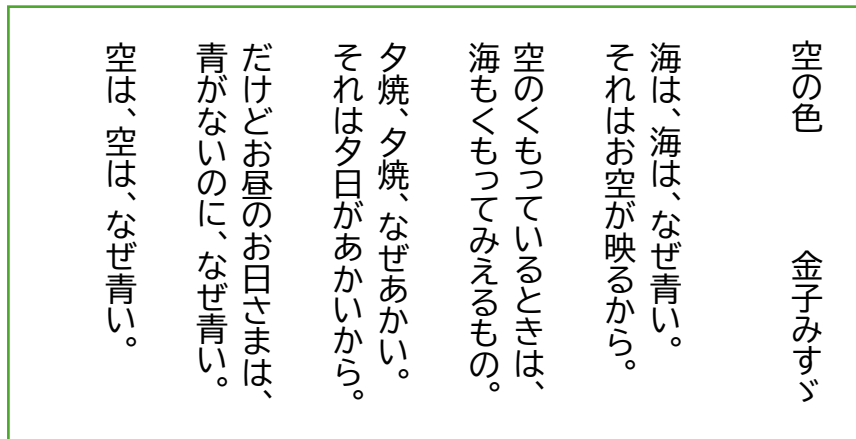 空の色　　　金子みすゞ
海は、海は、なぜ青い。
それはお空が映るから。
空のくもっているときは、
海もくもってみえるもの。
夕焼、夕焼、なぜあかい。
それは夕日があかいから。
だけどお昼のお日さまは、
青がないのに、なぜ青い。
空は、空は、なぜ青い。